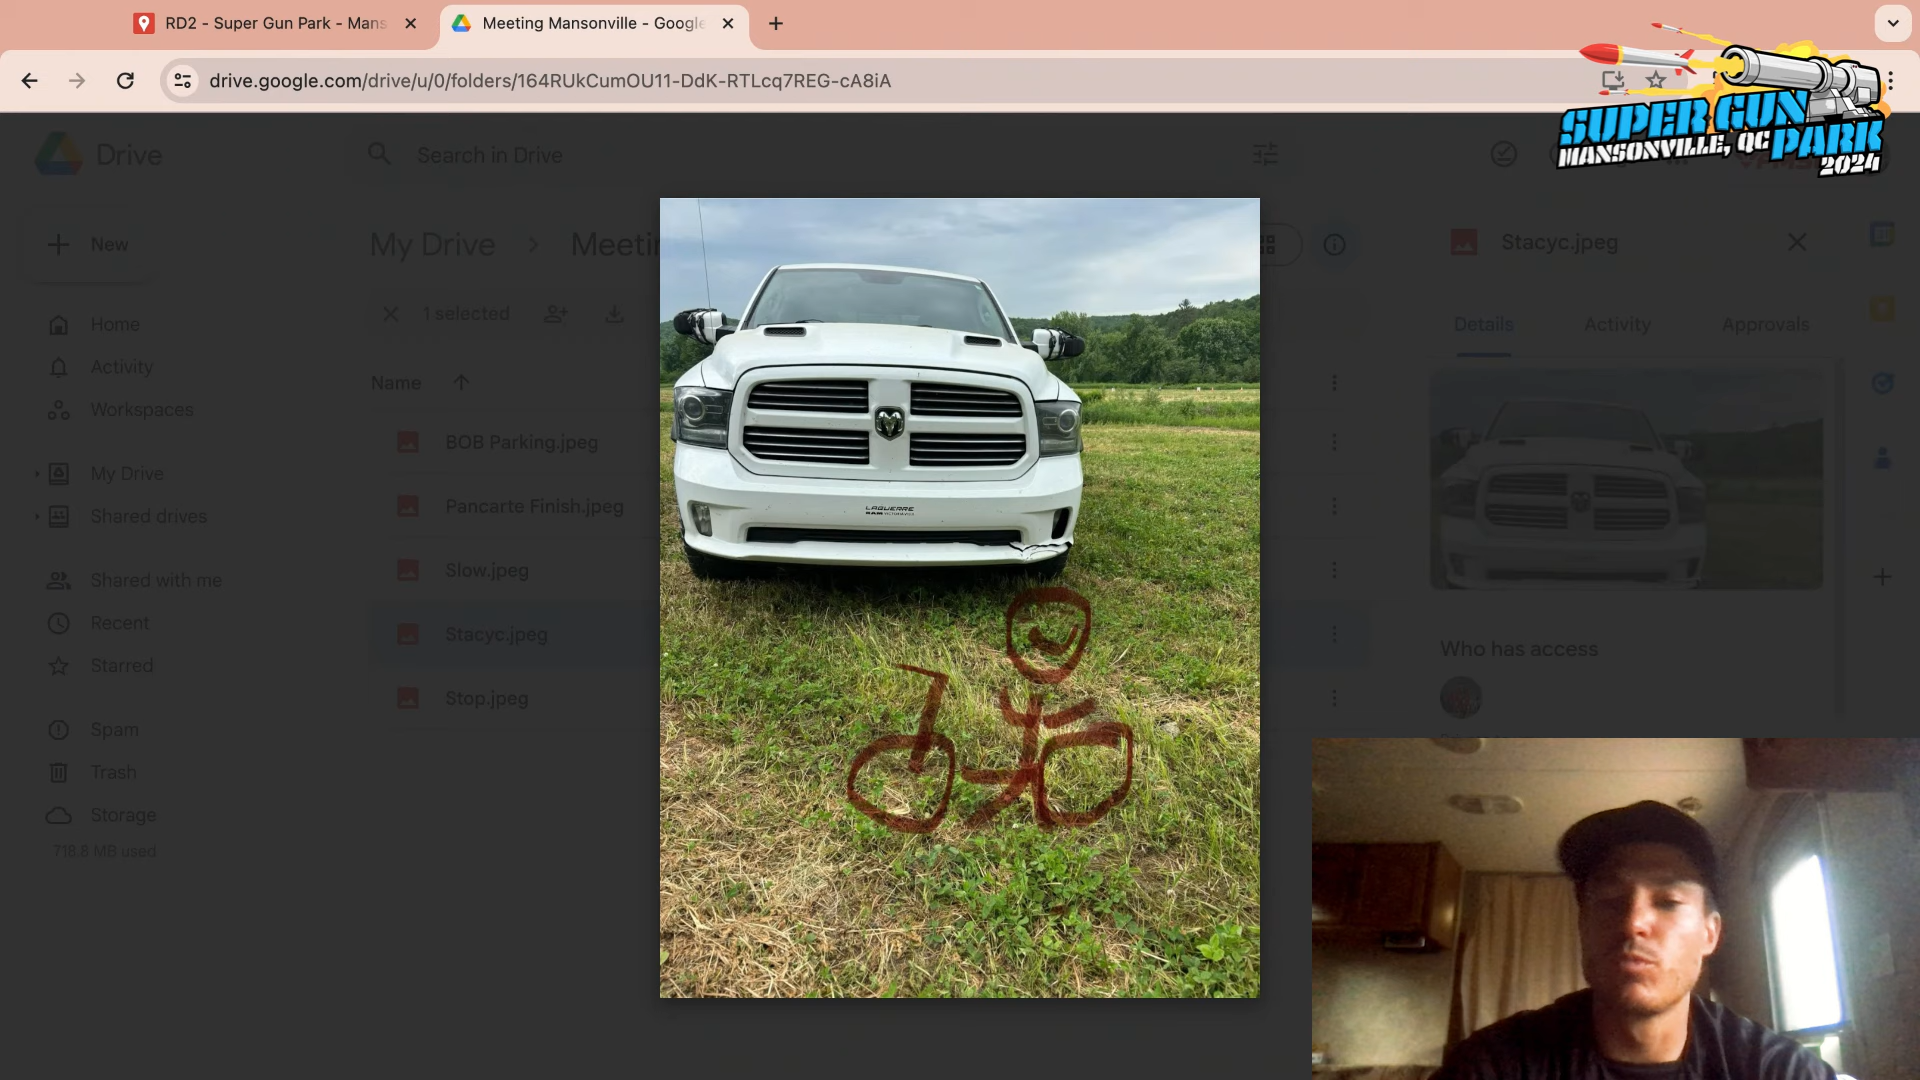 RD2 - Super Gun Park - Mans
Meeting Mansonville - Google
drive.google.com/drive/u/0/folders/164RUkCumOU11-DdK-RTLcq7REG-cA8iA
SUPER GUN PARK
MANSONVILLE, QC
2024
Drive
Search in Drive
New
My Drive
Meetin
Stacyc.jpeg
1 selected
Home
Activity
Workspaces
My Drive
Shared drives
Shared with me
Recent
Starred
Spam
Trash
Storage
718.8 MB used
Name
BOB Parking.jpeg
Pancarte Finish.jpeg
Slow.jpeg
Stacyc.jpeg
Stop.jpeg
LAQUERRE
Details
Activity
Approvals
Who has access